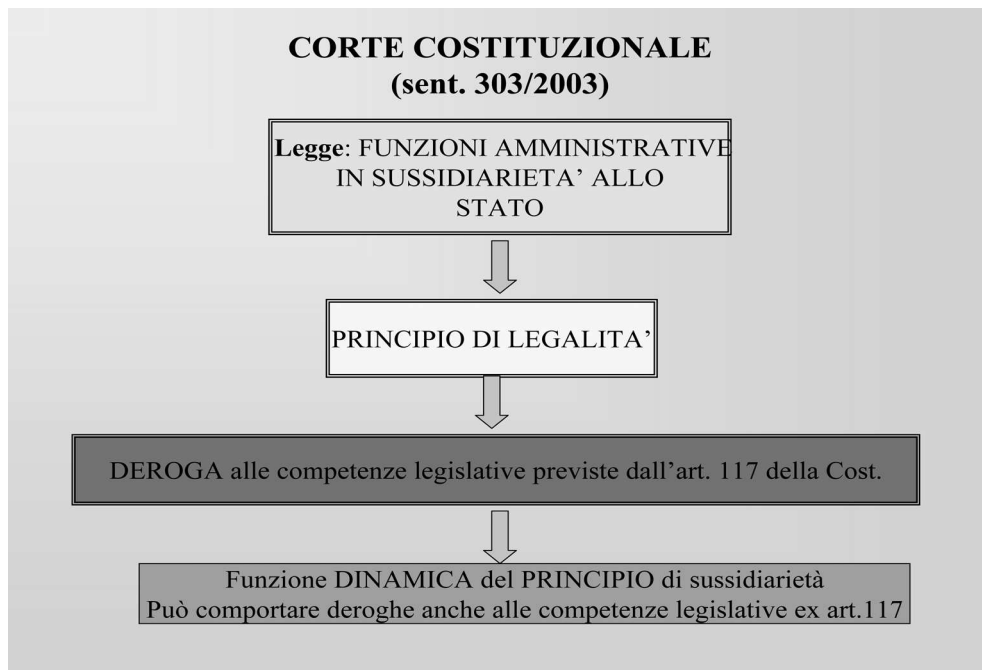 CORTE COSTITUZIONALE
(sent. 303/2003)
Legge: FUNZIONI AMMINISTRATIVE
IN SUSSIDIARIETA’ ALLO
STATO
PRINCIPIO DI LEGALITA’
DEROGA alle competenze legislative previste dall’art. 117 della Cost.
Funzione DINAMICA del PRINCIPIO di sussidiarietà
Può comportare deroghe anche alle competenze legislative ex art.117